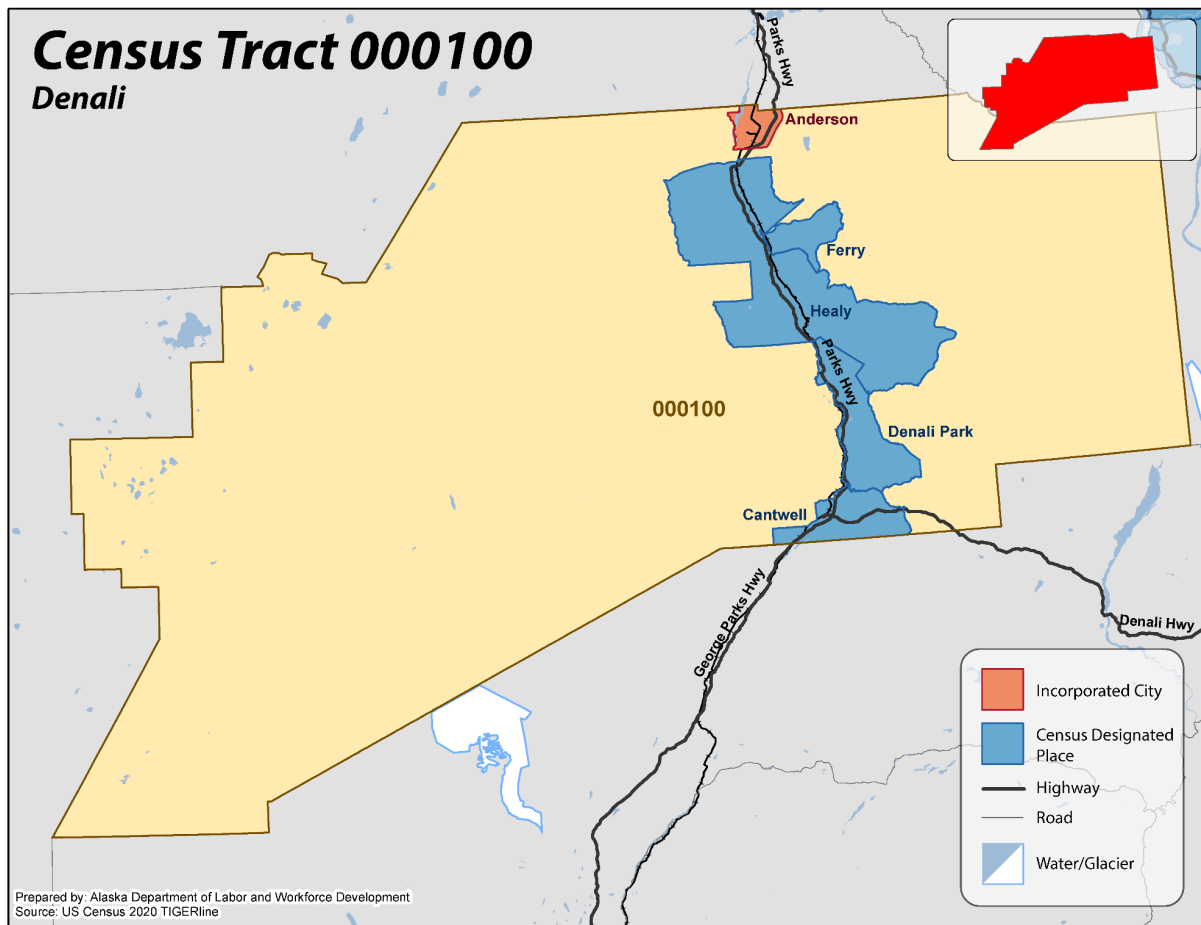 Census Tract 000100
Denali
Parks Hwy
Anderson
Ferry
Healy
Parks Hwy
000100
Denali Park
Cantwell
George Parks Hwy
Denali Hwy
Incorporated City
Census Designated
Place
Highway
Road
Water/Glacier
Prepared by: Alaska Department of Labor and Workforce Development
Source: US Census 2020 TIGERline